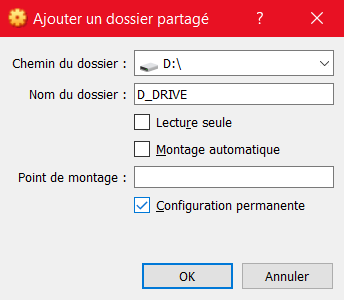 Ajouter un dossier partagé ?
Chemin du dossier : D:\
Nom du dossier : D_DRIVE
Lecture seule
Montage automatique
Point de montage :
Configuration permanente
OK Annuler